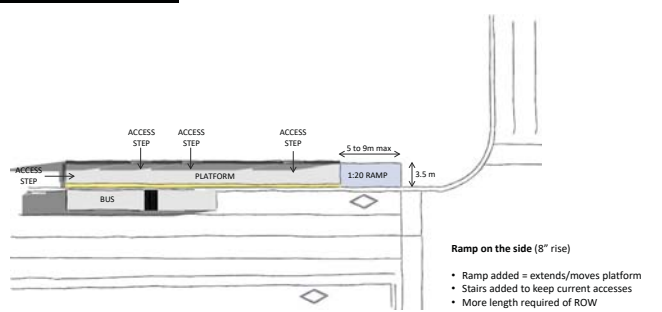 ACCESS
STEP
ACCESS
STEP
ACCESS
STEP
5 to 9m max
ACCESS
STEP
PLATFORM
1:20 RAMP
3.5 m
BUS
Ramp on the side (8” rise)
• Ramp added = extends/moves platform
• Stairs added to keep current accesses
• More length required of ROW